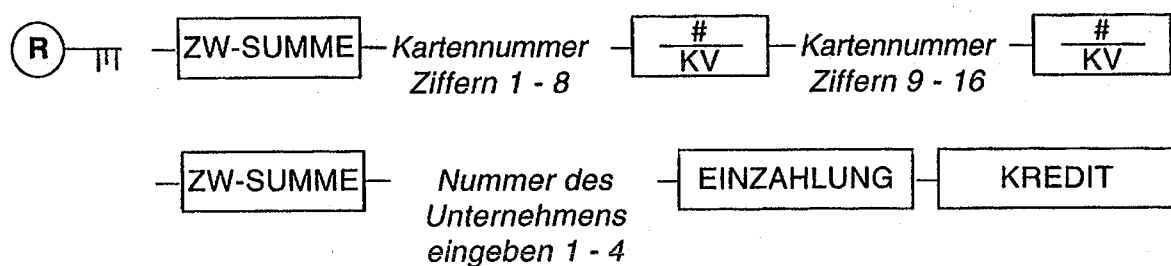 R ZW-SUMME Kartennummer # Kartennummer #
Ziffern 1 - 8 KV Ziffern 9 - 16 KV
ZW-SUMME Nummer des EINZAHLUNG KREDIT
Unternehmens
eingeben 1 - 4